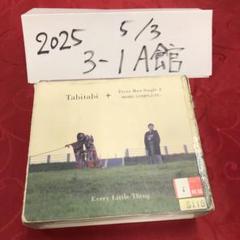 2025 5/3
3-1A館
Tabitabi + Every Best Single 2
~MORE COMPLETE~
Every Little Thing